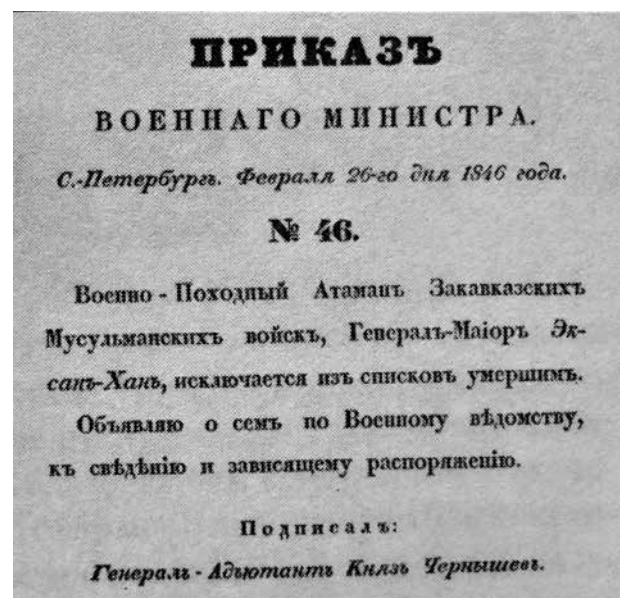 ПРИКАЗЪ
ВОЕННАГО МИНИСТРА.
С.-Петербургъ. Февраля 26-го дня 1846 года.
№ 46.
Военно - Походный Атаманъ Закавказскихъ
Мусульманскихъ войскъ, Генералъ-Маіоръ Эк-
санъ-Ханъ, исключается изъ списковъ умершимъ.
Объявляю о семъ по Военному вѣдомству,
къ свѣдѣнію и зависящему распоряженію.
Подписалъ:
Генералъ - Адъютантъ Князь Чернышевъ.